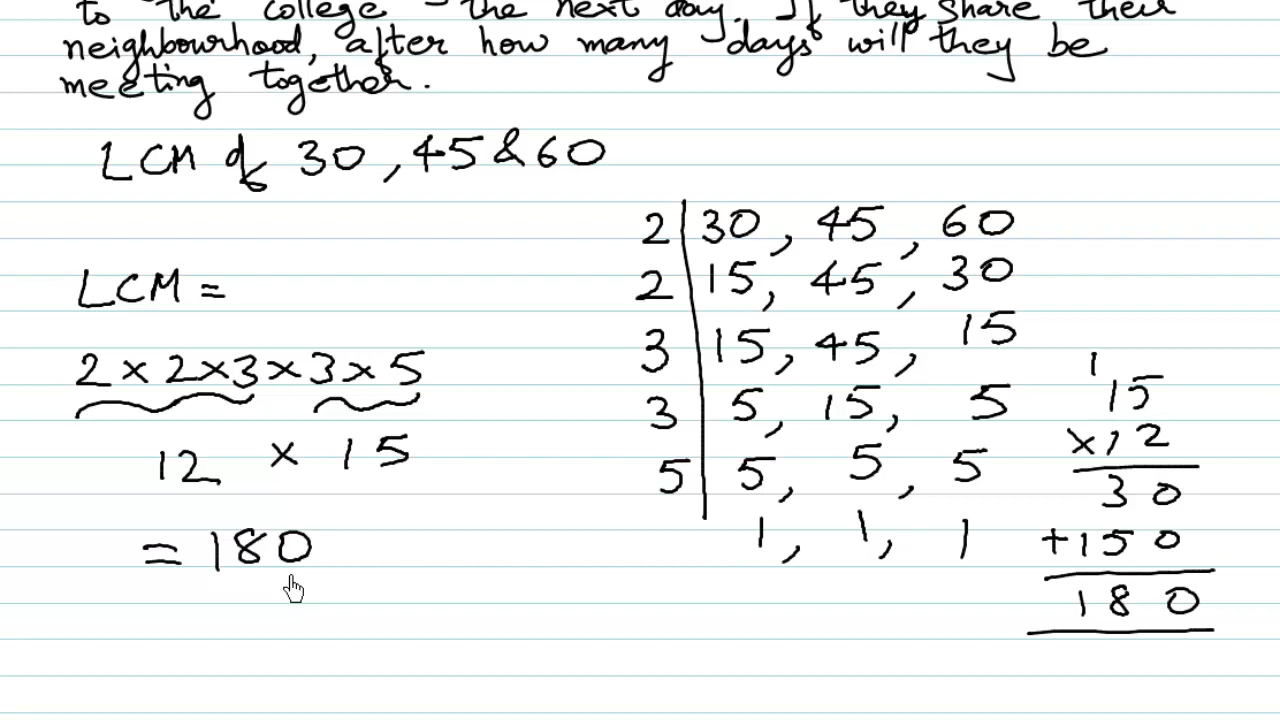 to the college the next day. If they share their
neighbourhood, after how many days will they be
meeting together.
LCM of 30, 45 & 60
LCM =
2 × 2 × 3 × 3 × 5
12 × 15
= 180
2 | 30, 45, 60
2 | 15, 45, 30
3 | 15, 45, 15
3 | 5, 15, 5
5 | 5, 5, 5
1, 1, 1
1
15
×12
30
+150
180